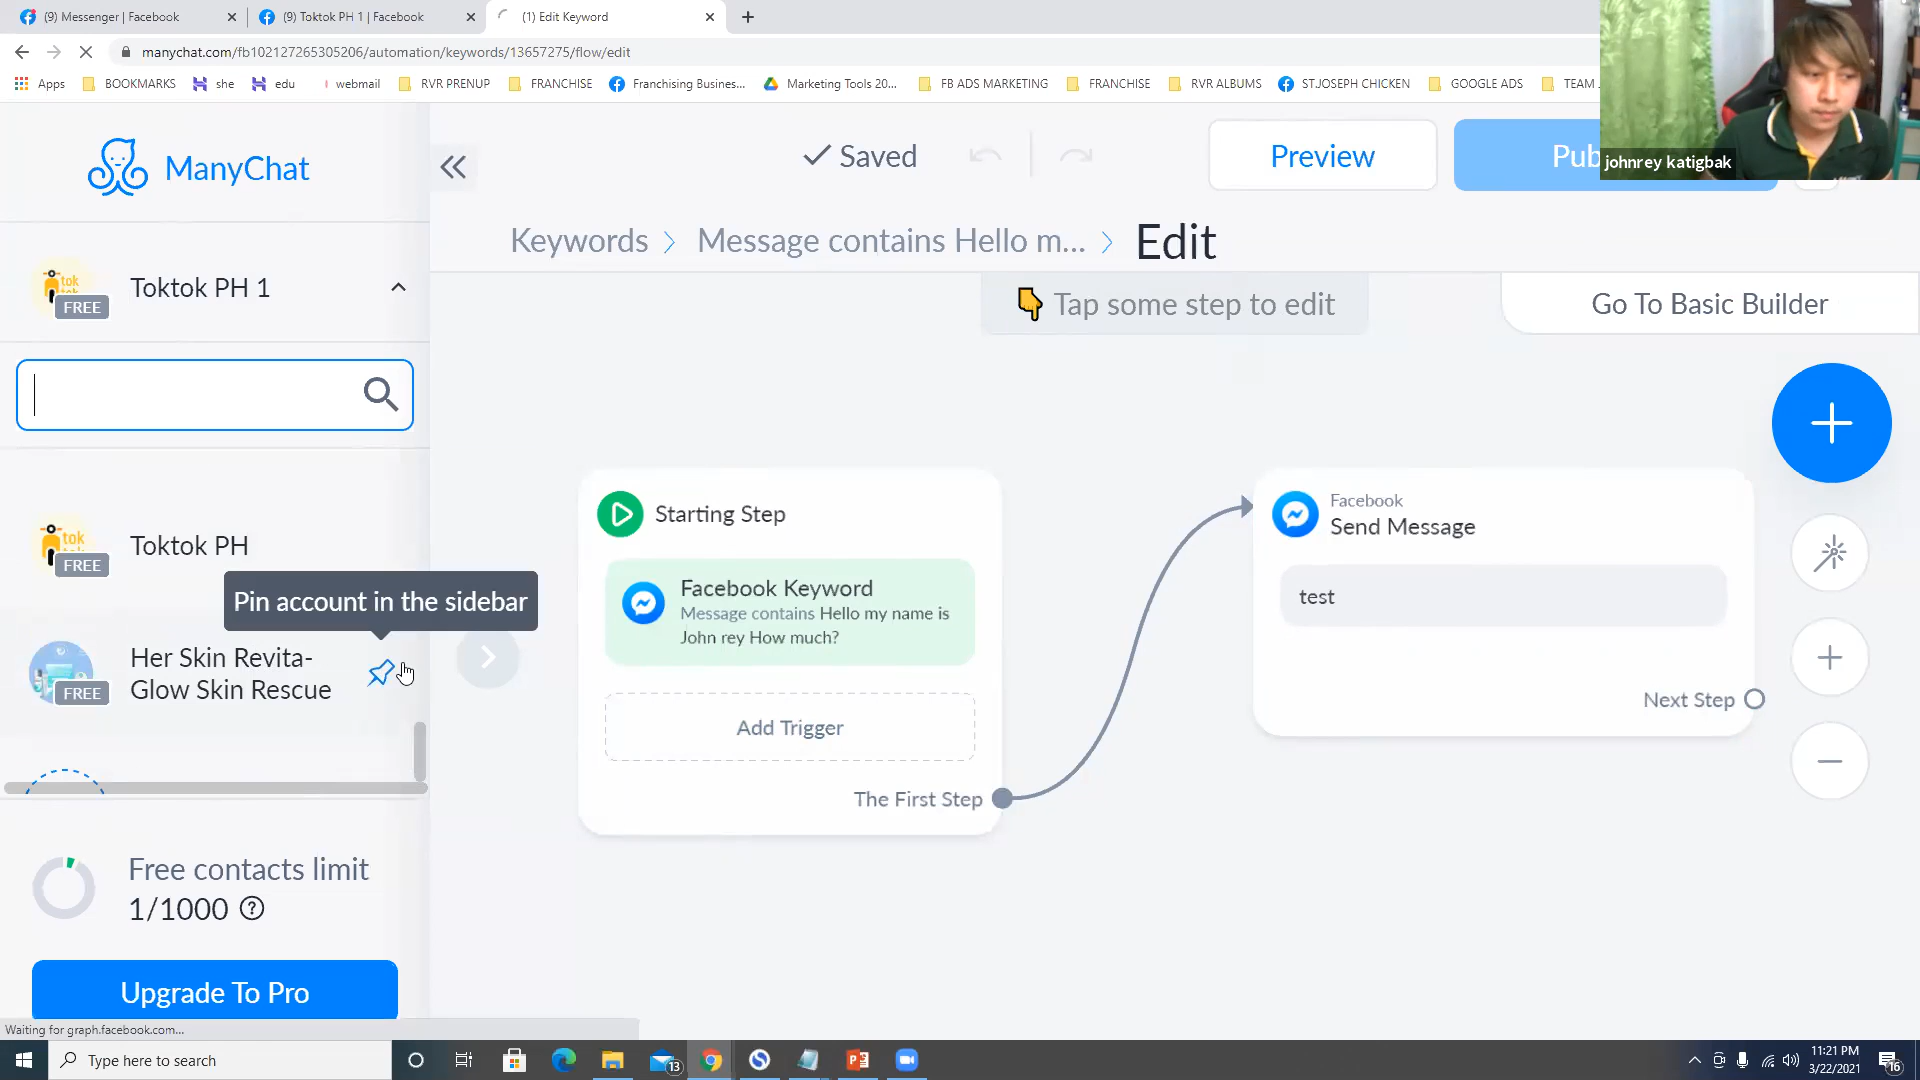 (9) Messenger | Facebook
(9) Toktok PH 1 | Facebook
(1) Edit Keyword
manychat.com/fb102127265305206/automation/keywords/13657275/flow/edit
Apps
BOOKMARKS
she
edu
webmail
RVR PRENUP
FRANCHISE
Franchising Busines...
Marketing Tools 20...
FB ADS MARKETING
FRANCHISE
RVR ALBUMS
ST.JOSEPH CHICKEN
GOOGLE ADS
TEAM
johnrey katigbak
ManyChat
Saved
Preview
Pub
Keywords
Message contains Hello m...
Edit
tok
FREE
Toktok PH 1
Tap some step to edit
Go To Basic Builder
tok
FREE
Toktok PH
Pin account in the sidebar
FREE
Her Skin Revita-
Glow Skin Rescue
Starting Step
Facebook Keyword
Message contains Hello my name is
John rey How much?
Add Trigger
The First Step
Facebook
Send Message
test
Next Step
Free contacts limit
1/1000
Upgrade To Pro
Waiting for graph.facebook.com...
Type here to search
13
11:21 PM
3/22/2021
16